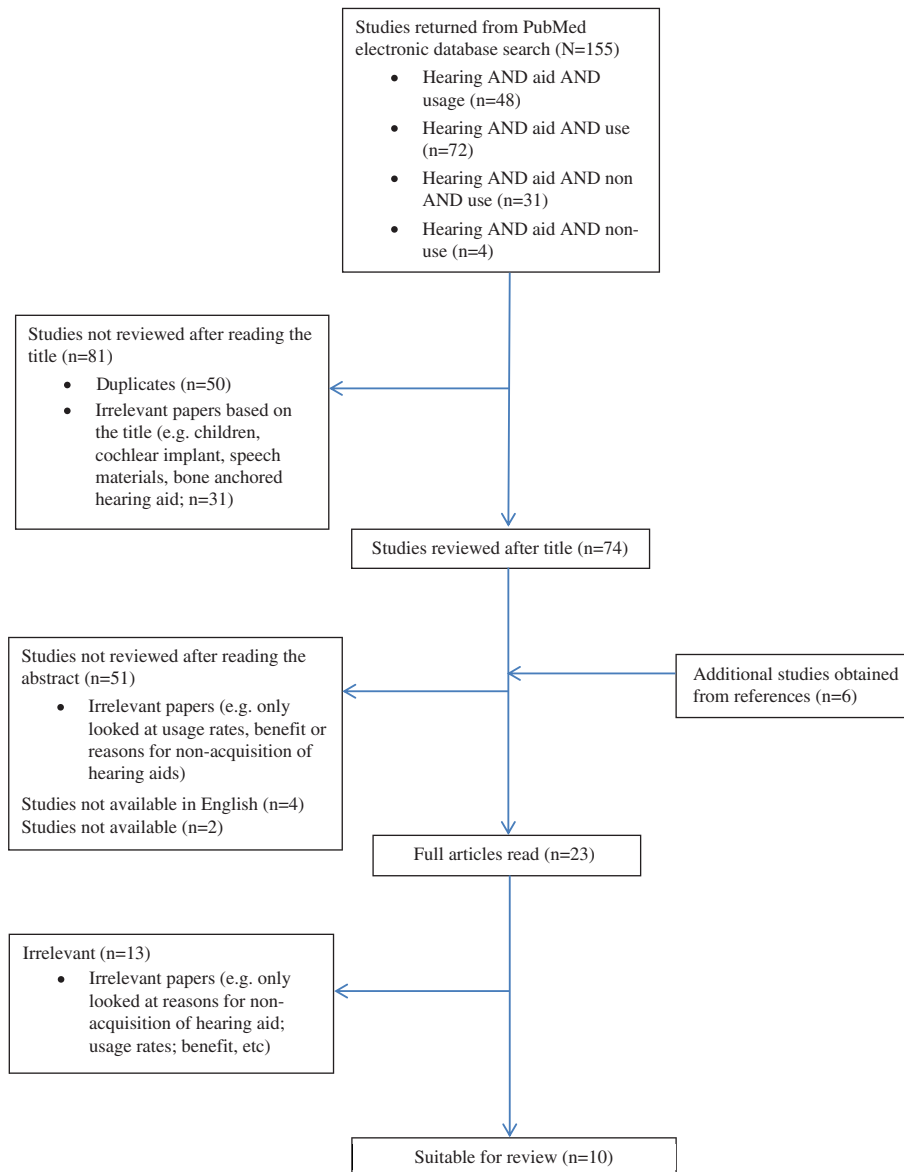 Studies returned from PubMed
electronic database search (N=155)
• Hearing AND aid AND
usage (n=48)
• Hearing AND aid AND use
(n=72)
• Hearing AND aid AND non
AND use (n=31)
• Hearing AND aid AND non-
use (n=4)
Studies not reviewed after reading the
title (n=81)
• Duplicates (n=50)
• Irrelevant papers based on
the title (e.g. children,
cochlear implant, speech
materials, bone anchored
hearing aid; n=31)
Studies reviewed after title (n=74)
Studies not reviewed after reading the
abstract (n=51)
• Irrelevant papers (e.g. only
looked at usage rates, benefit or
reasons for non-acquisition of
hearing aids)
Studies not available in English (n=4)
Studies not available (n=2)
Additional studies obtained
from references (n=6)
Full articles read (n=23)
Irrelevant (n=13)
• Irrelevant papers (e.g. only
looked at reasons for non-
acquisition of hearing aid;
usage rates; benefit, etc)
Suitable for review (n=10)